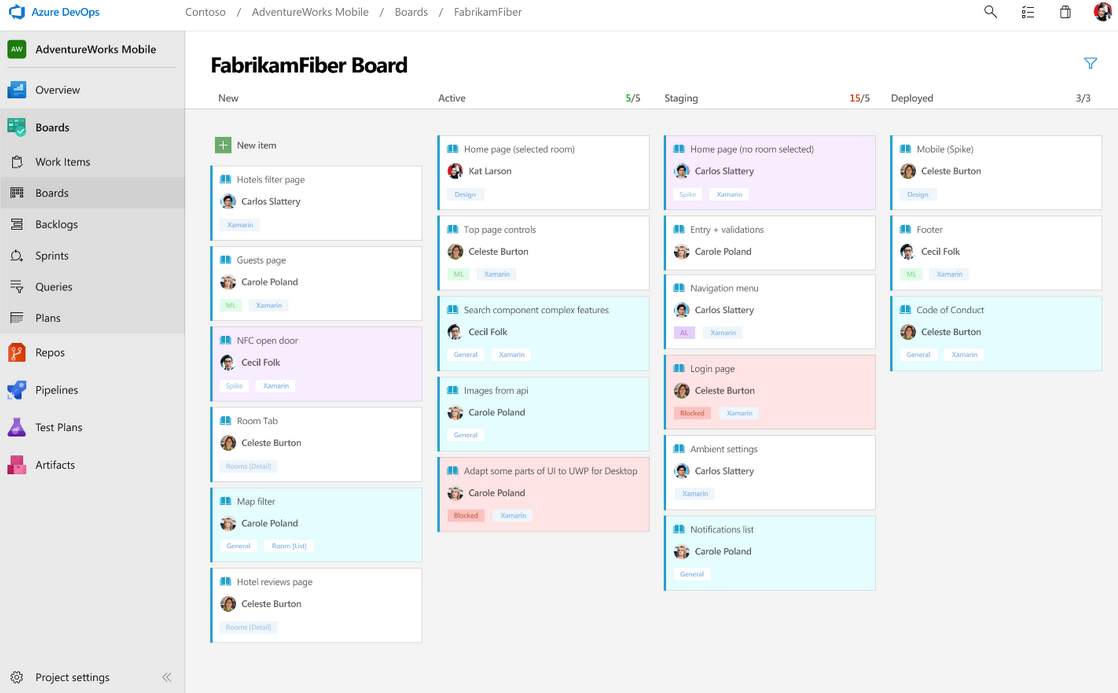 Azure DevOps
Contoso / AdventureWorks Mobile / Boards / FabrikamFiber
AW AdventureWorks Mobile
Overview
Boards
Work Items
Boards
Backlogs
Sprints
Queries
Plans
Repos
Pipelines
Test Plans
Artifacts
Project settings
FabrikamFiber Board
New
New item
Hotels filter page
Carlos Slattery
Xamarin
Guests page
Carole Poland
ML Xamarin
NFC open door
Cecil Folk
Spike Xamarin
Room Tab
Celeste Burton
Rooms [Detail]
Map filter
Carole Poland
General Room [List]
Hotel reviews page
Celeste Burton
Rooms [Detail]
Active 5/5
Home page (selected room)
Kat Larson
Design
Top page controls
Celeste Burton
ML Xamarin
Search component complex features
Cecil Folk
General Xamarin
Images from api
Carole Poland
General
Adapt some parts of UI to UWP for Desktop
Carole Poland
Blocked Xamarin
Staging 15/5
Home page (no room selected)
Carlos Slattery
Spike Xamarin
Entry + validations
Carole Poland
Navigation menu
Carlos Slattery
AL Xamarin
Login page
Celeste Burton
Blocked Xamarin
Ambient settings
Carlos Slattery
Xamarin
Notifications list
Carole Poland
General
Deployed 3/3
Mobile (Spike)
Celeste Burton
Design
Footer
Cecil Folk
ML Xamarin
Code of Conduct
Celeste Burton
General Xamarin